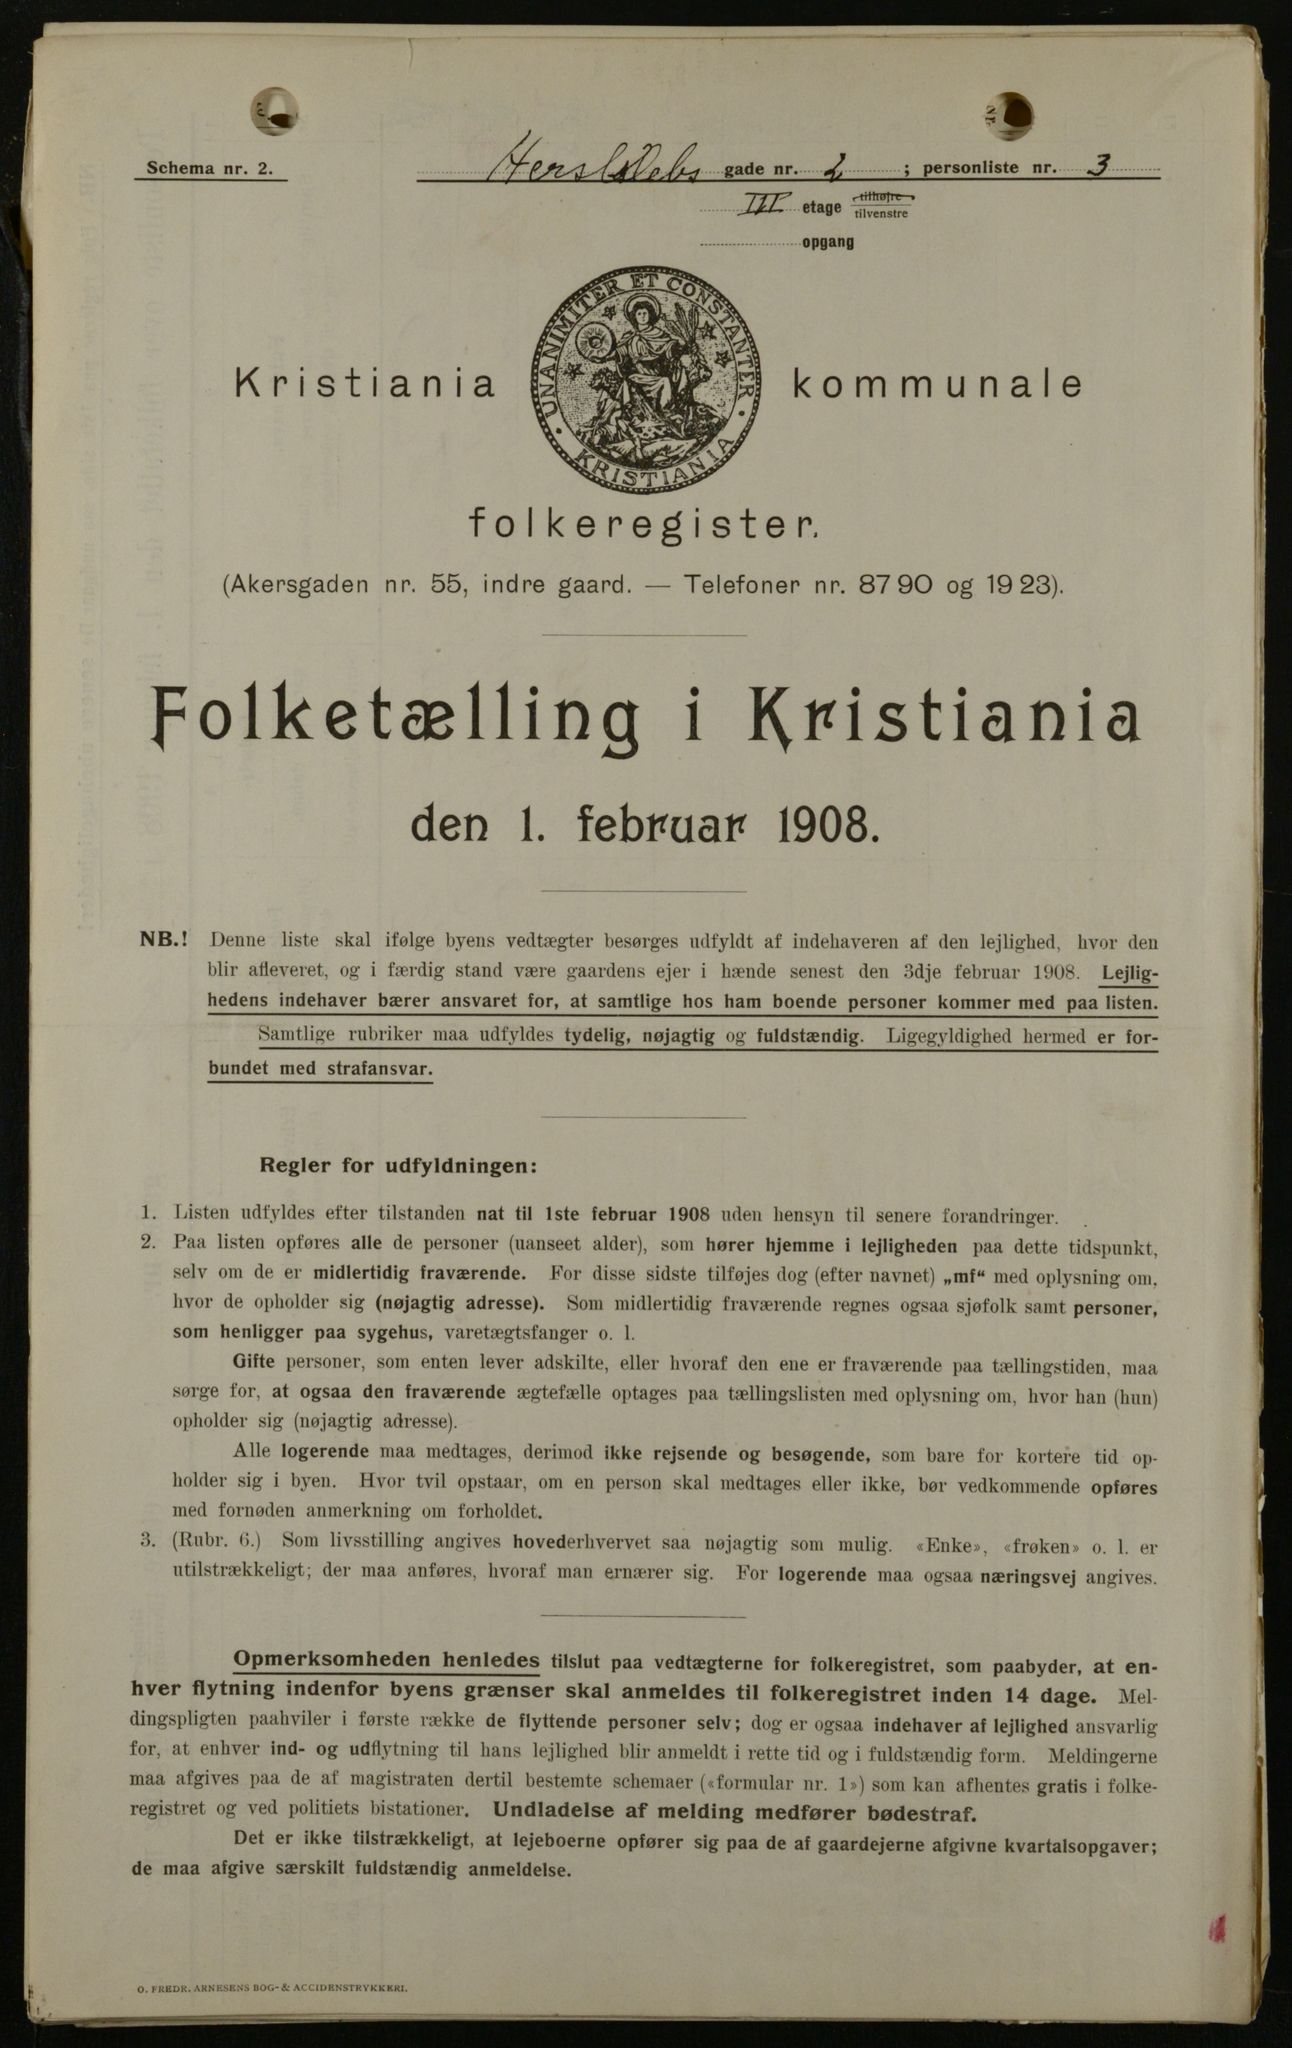 Schema nr. 2.
Herslebs gade nr. 2 ; personliste nr. 3
III etage tilhøjre
tilvenstre
opgang
UNANIMITER ET CONSTANTER
KRISTIANIA
Kristiania kommunale
folkeregister.
(Akersgaden nr. 55, indre gaard. — Telefoner nr. 87 90 og 19 23).
Folketælling i Kristiania
den 1. februar 1908.
NB.! Denne liste skal ifølge byens vedtægter besørges udfyldt af indehaveren af den lejlighed, hvor den
blir afleveret, og i færdig stand være gaardens ejer i hænde senest den 3dje februar 1908. Lejlig-
hedens indehaver bærer ansvaret for, at samtlige hos ham boende personer kommer med paa listen.
Samtlige rubriker maa udfyldes tydelig, nøjagtig og fuldstændig. Ligegyldighed hermed er for-
bundet med strafansvar.
Regler for udfyldningen:
1. Listen udfyldes efter tilstanden nat til 1ste februar 1908 uden hensyn til senere forandringer.
2. Paa listen opføres alle de personer (uanseet alder), som hører hjemme i lejligheden paa dette tidspunkt,
selv om de er midlertidig fraværende. For disse sidste tilføjes dog (efter navnet) „mf“ med oplysning om,
hvor de opholder sig (nøjagtig adresse). Som midlertidig fraværende regnes ogsaa sjøfolk samt personer,
som henligger paa sygehus, varetægtsfanger o. l.
Gifte personer, som enten lever adskilte, eller hvoraf den ene er fraværende paa tællingstiden, maa
sørge for, at ogsaa den fraværende ægtefælle optages paa tællingslisten med oplysning om, hvor han (hun)
opholder sig (nøjagtig adresse).
Alle logerende maa medtages, derimod ikke rejsende og besøgende, som bare for kortere tid op-
holder sig i byen. Hvor tvil opstaar, om en person skal medtages eller ikke, bør vedkommende opføres
med fornøden anmerkning om forholdet.
3. (Rubr. 6.) Som livsstilling angives hovederhvervet saa nøjagtig som mulig. «Enke», «frøken» o. l. er
utilstrækkeligt; der maa anføres, hvoraf man ernærer sig. For logerende maa ogsaa næringsvej angives.
Opmerksomheden henledes tilslut paa vedtægterne for folkeregistret, som paabyder, at en-
hver flytning indenfor byens grænser skal anmeldes til folkeregistret inden 14 dage. Mel-
dingspligten paahviler i første række de flyttende personer selv; dog er ogsaa indehaver af lejlighed ansvarlig
for, at enhver ind- og udflytning til hans lejlighed blir anmeldt i rette tid og i fuldstændig form. Meldingerne
maa afgives paa de af magistraten dertil bestemte schemaer («formular nr. 1») som kan afhentes gratis i folke-
registret og ved politiets bistationer. Undladelse af melding medfører bødestraf.
Det er ikke tilstrækkeligt, at lejeboerne opfører sig paa de af gaardejerne afgivne kvartalsopgaver;
de maa afgive særskilt fuldstændig anmeldelse.
O. FREDR. ARNESENS BOG- & ACCIDENSTRYKKERI.